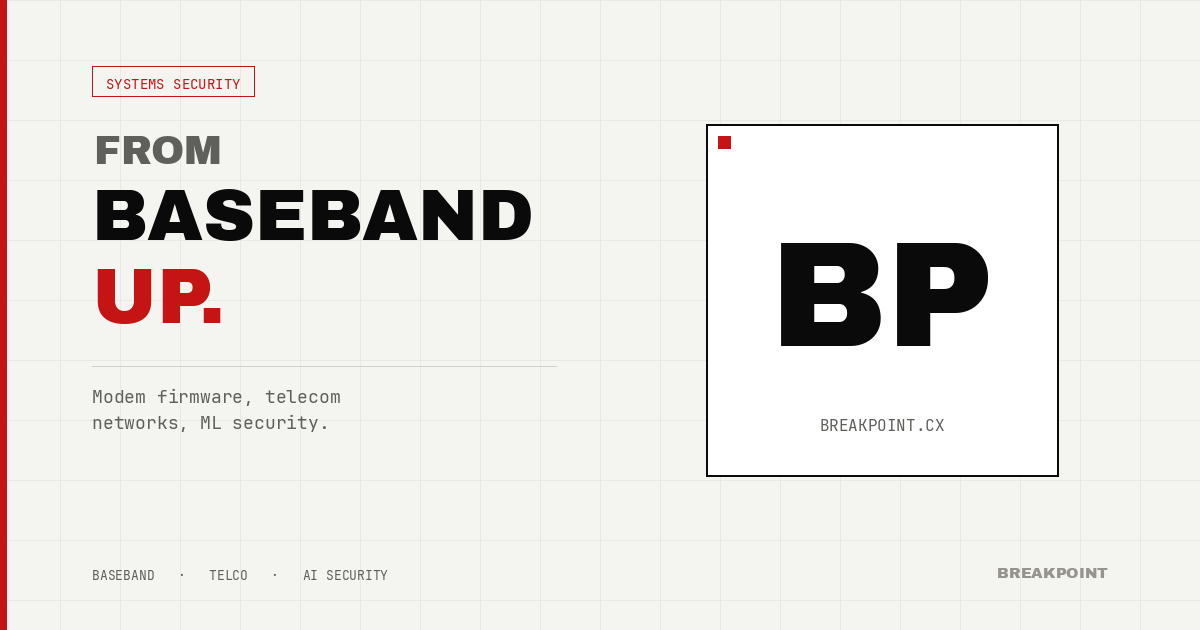 SYSTEMS SECURITY
FROM
BASEBAND
UP.
Modem firmware, telecom
networks, ML security.
BP
BREAKPOINT.CX
BASEBAND · TELCO · AI SECURITY
BREAKPOINT